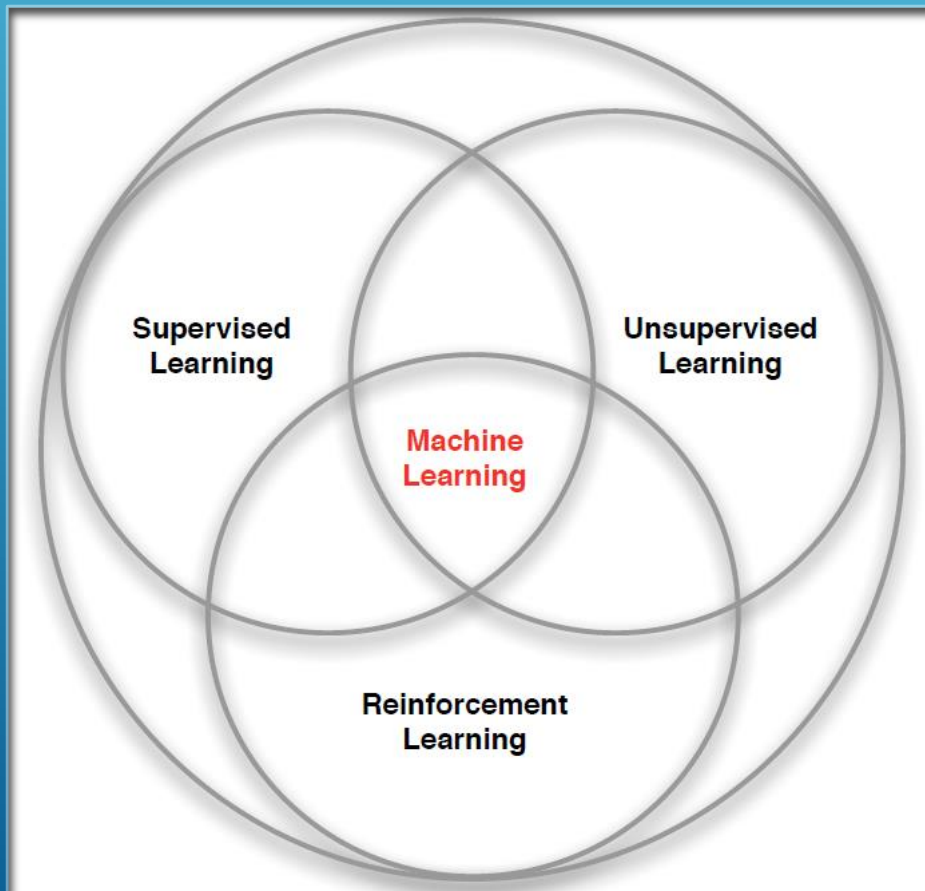 Supervised
Learning
Unsupervised
Learning
Machine
Learning
Reinforcement
Learning